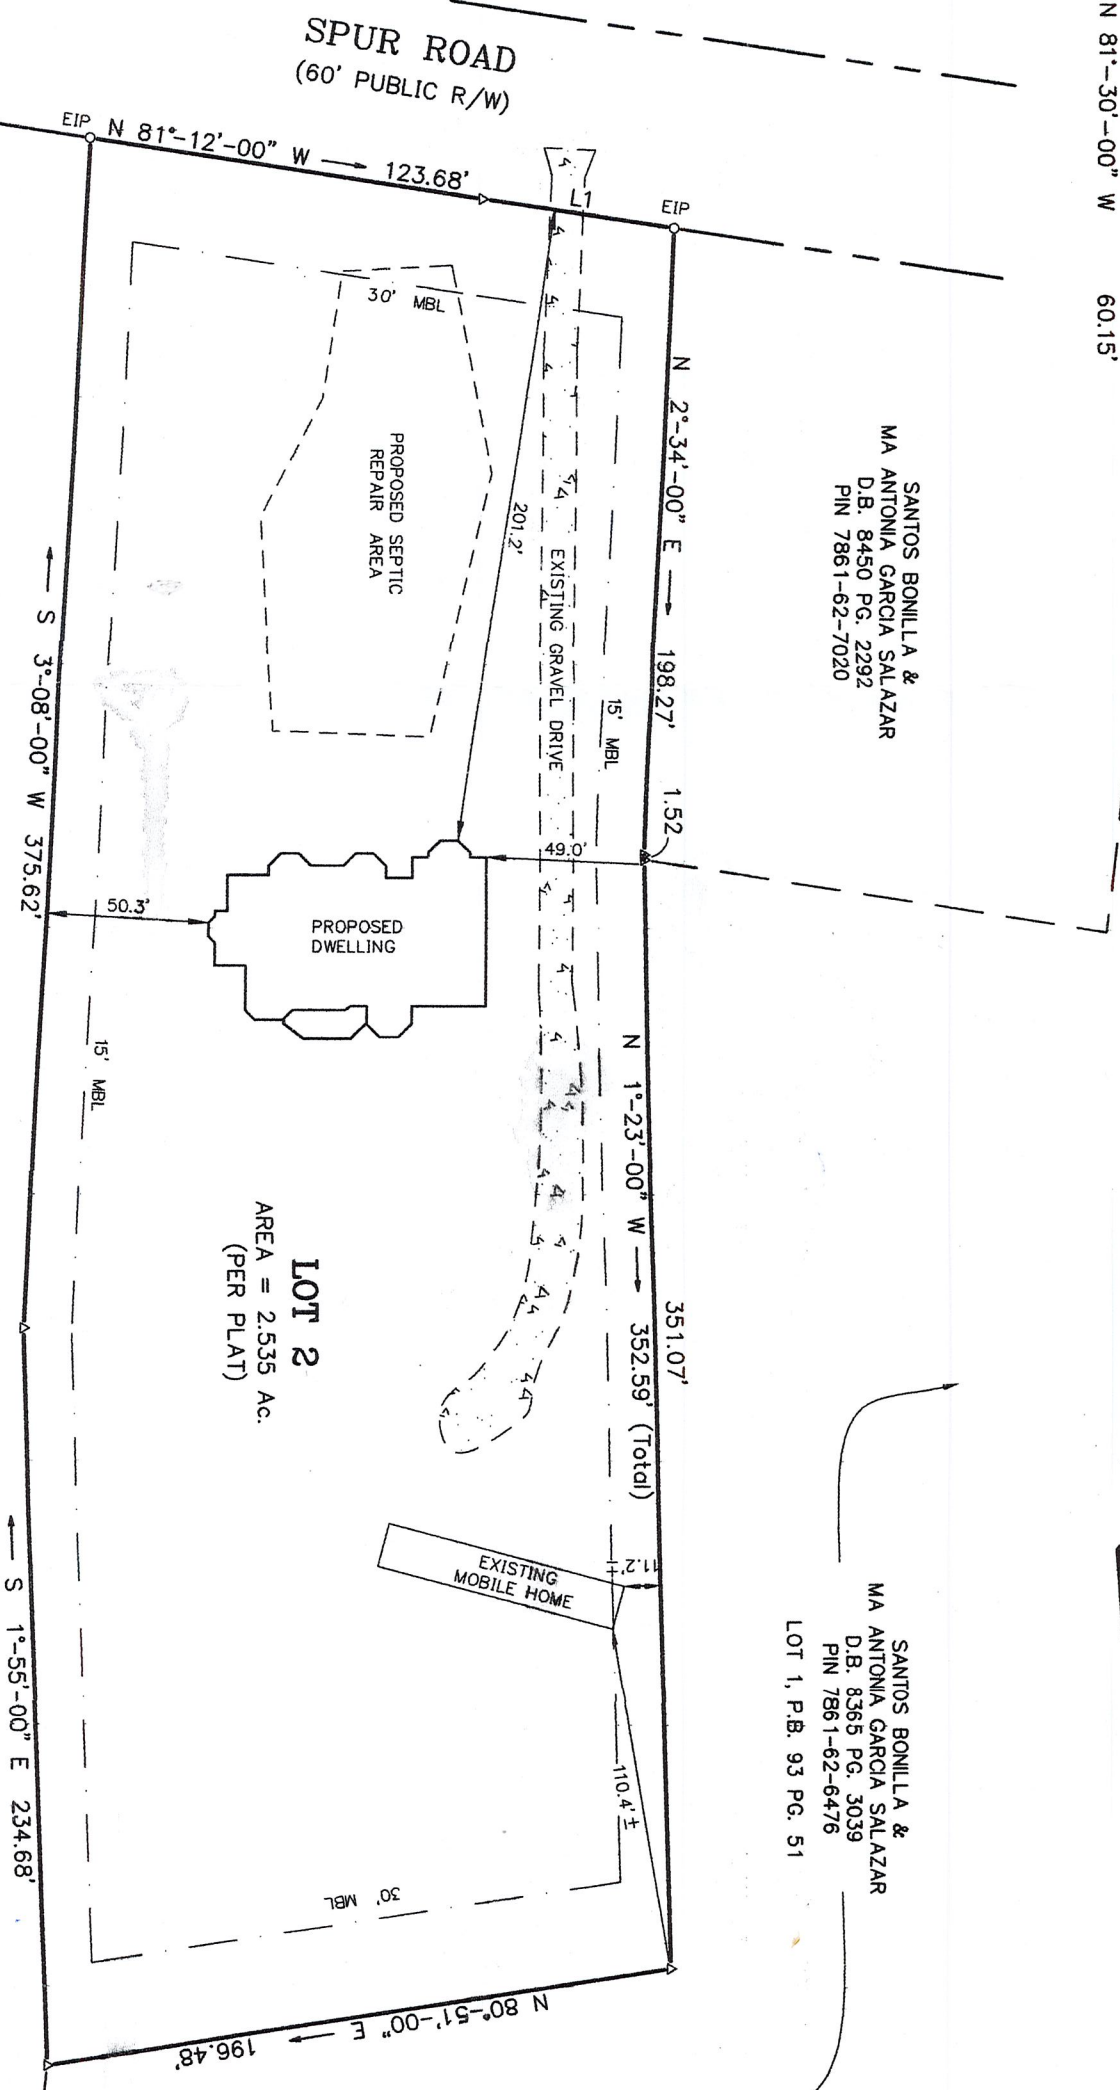 N 81°-30'-00" W 60.15'
SPUR ROAD
(60' PUBLIC R/W)
EIP
N 81°-12'-00" W
123.68'
L1
EIP
30' MBL
N 2°-34'-00" E
198.27'
1.52
SANTOS BONILLA &
MA ANTONIA GARCIA SALAZAR
D.B. 8450 PG. 2292
PIN 7861-62-7020
PROPOSED SEPTIC
REPAIR AREA
201.2'
EXISTING GRAVEL DRIVE
15' MBL
49.0'
S 3°-08'-00" W 375.62'
50.3'
PROPOSED
DWELLING
15' MBL
N 1°-23'-00" W
351.07'
352.59' (Total)
LOT 2
AREA = 2.535 Ac.
(PER PLAT)
11.2'±
EXISTING
MOBILE HOME
SANTOS BONILLA &
MA ANTONIA GARCIA SALAZAR
D.B. 8365 PG. 3039
PIN 7861-62-6476
LOT 1, P.B. 93 PG. 51
110.4'±
S 1°-55'-00" E 234.68'
30' MBL
N 80°-51'-00" E
196.48'